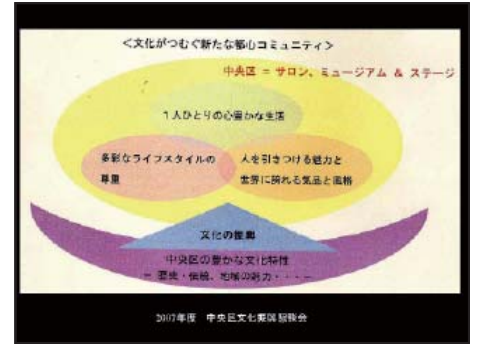 ＜文化がつむぐ新たな都心コミュニティ＞
中央区 = サロン、ミュージアム & ステージ
1人ひとりの心豊かな生活
多彩なライフスタイルの
尊重
人を引きつける魅力と
世界に誇れる気品と風格
文化の振興
中央区の豊かな文化特性
－ 歴史・伝統、地域の魅力・・・－
2007年度 中央区文化振興懇談会